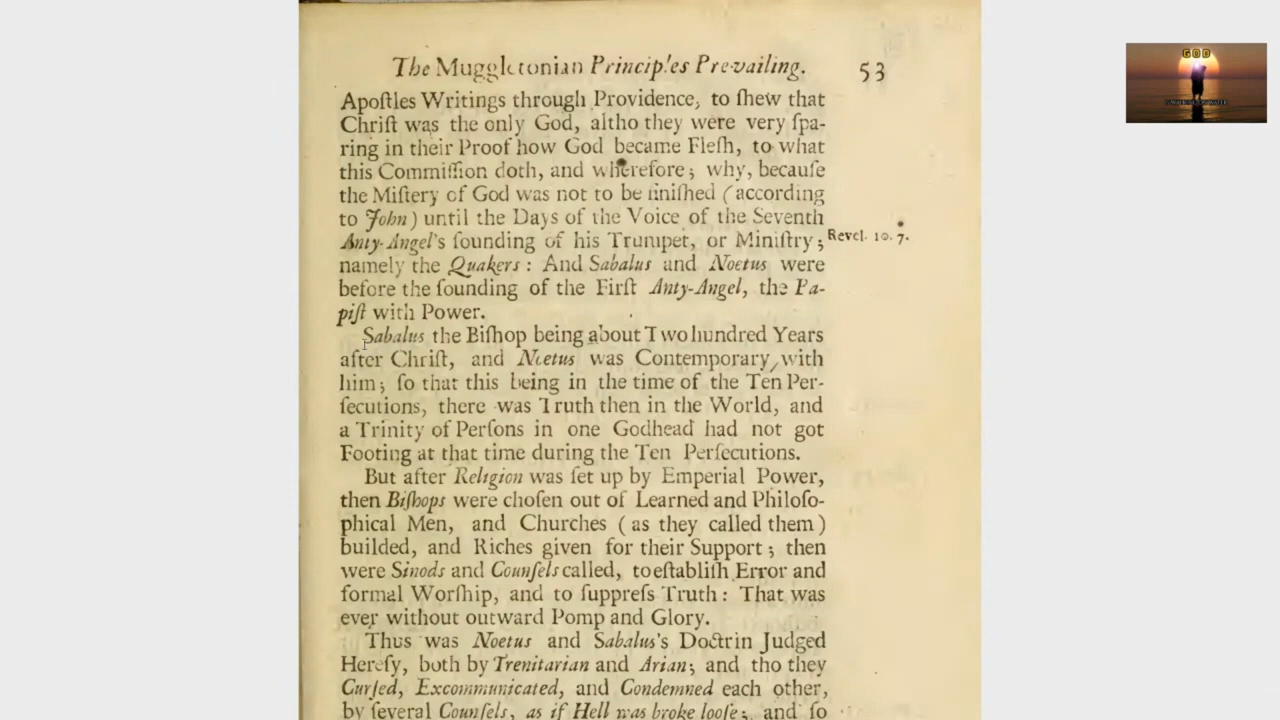 The Muggletonian Principles Prevailing. 53
Apoſtles Writings through Providence, to ſhew that
Chriſt was the only God, altho they were very ſpa-
ring in their Proof how God became Fleſh, to what
this Commiſſion doth, and wherefore; why, becauſe
the Miſtery of God was not to be finiſhed (according
to John) until the Days of the Voice of the Seventh
Anty-Angel's ſounding of his Trumpet, or Miniſtry; Revel. 10. 7.
namely the Quakers: And Sabalus and Noetus were
before the ſounding of the Firſt Anty-Angel, the Pa-
piſt with Power.
Sabalus the Biſhop being about Two hundred Years
after Chriſt, and Noetus was Contemporary with
him; ſo that this being in the time of the Ten Per-
ſecutions, there was Truth then in the World, and
a Trinity of Perſons in one Godhead had not got
Footing at that time during the Ten Perſecutions.
But after Religion was ſet up by Emperial Power,
then Biſhops were choſen out of Learned and Philoſo-
phical Men, and Churches (as they called them)
builded, and Riches given for their Support; then
were Sinods and Counſels called, to eſtabliſh Error and
formal Worſhip, and to ſuppreſs Truth: That was
ever without outward Pomp and Glory.
Thus was Noetus and Sabalus's Doctrin Judged
Hereſy, both by Trenitarian and Arian; and tho they
Curſed, Excommunicated, and Condemned each other,
by ſeveral Counſels, as if Hell was broke looſe; and ſo
GOD